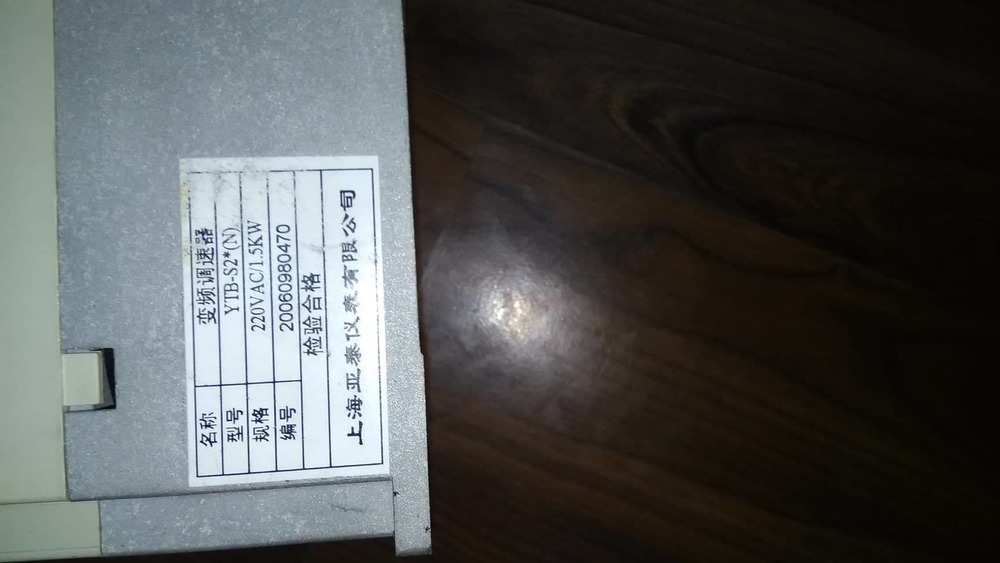 名称 变频调速器
型号 YTB-S2*(N)
规格 220VAC/1.5KW
编号 20060980470
检验合格
上海亚泰仪表有限公司